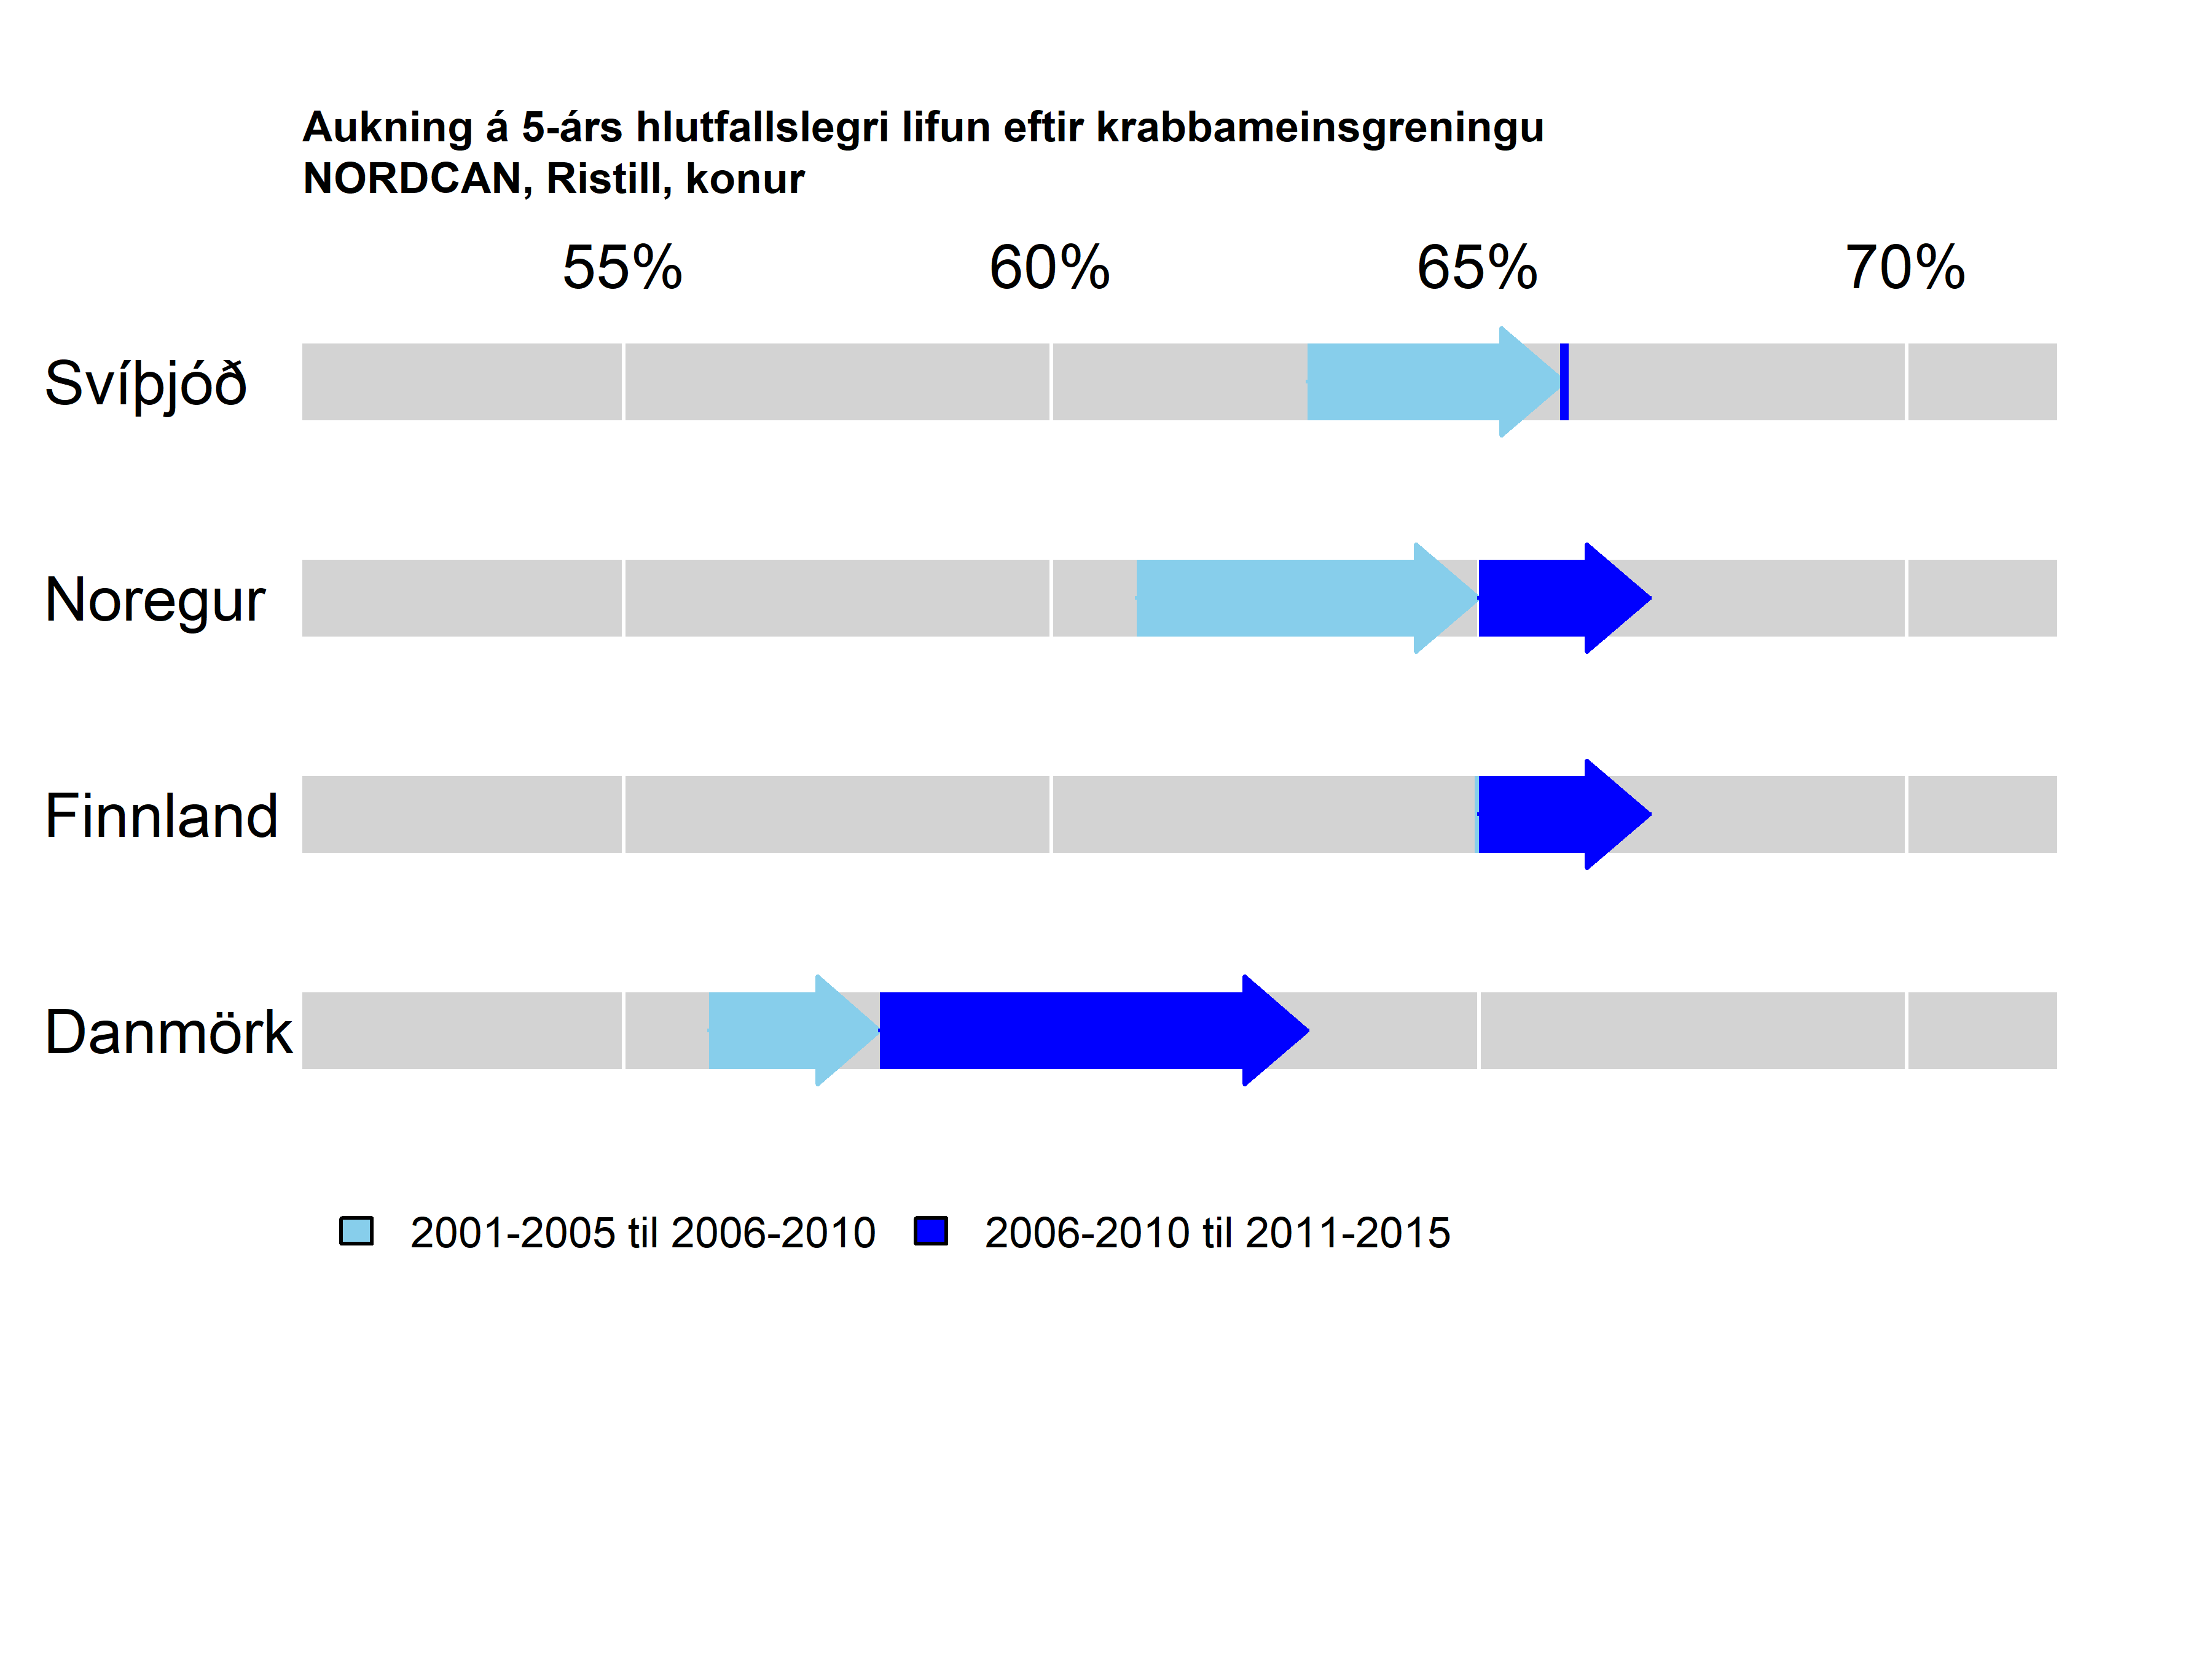 Aukning á 5-árs hlutfallslegri lifun eftir krabbameinsgreningu
NORDCAN, Ristill, konur
55% 60% 65% 70%
Svíþjóð
Noregur
Finnland
Danmörk
2001-2005 til 2006-2010 2006-2010 til 2011-2015